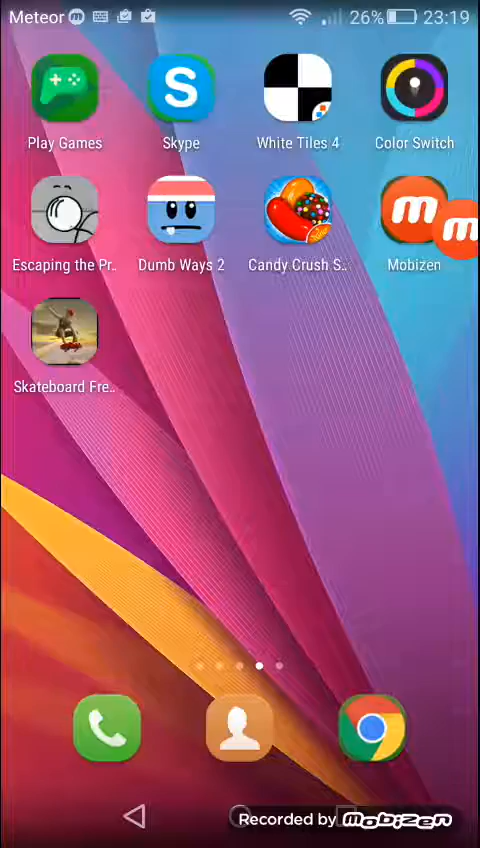 Meteor 26% 23:19
Play Games Skype White Tiles 4 Color Switch
Escaping the Pr.. Dumb Ways 2 Candy Crush S.. Mobizen
Skateboard Fre..
Recorded by Mobizen